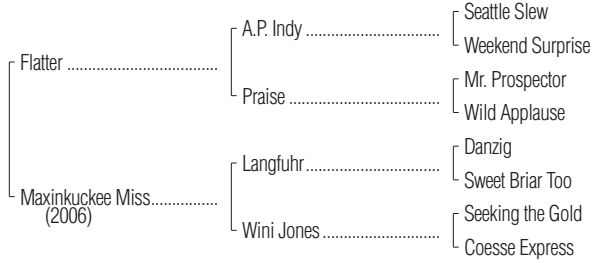 Seattle Slew
A.P. Indy ................................
Weekend Surprise
Flatter ....................................
Mr. Prospector
Praise ....................................
Wild Applause
Danzig
Langfuhr................................
Sweet Briar Too
Maxinkuckee Miss................
(2006)
Seeking the Gold
Wini Jones ............................
Coesse Express